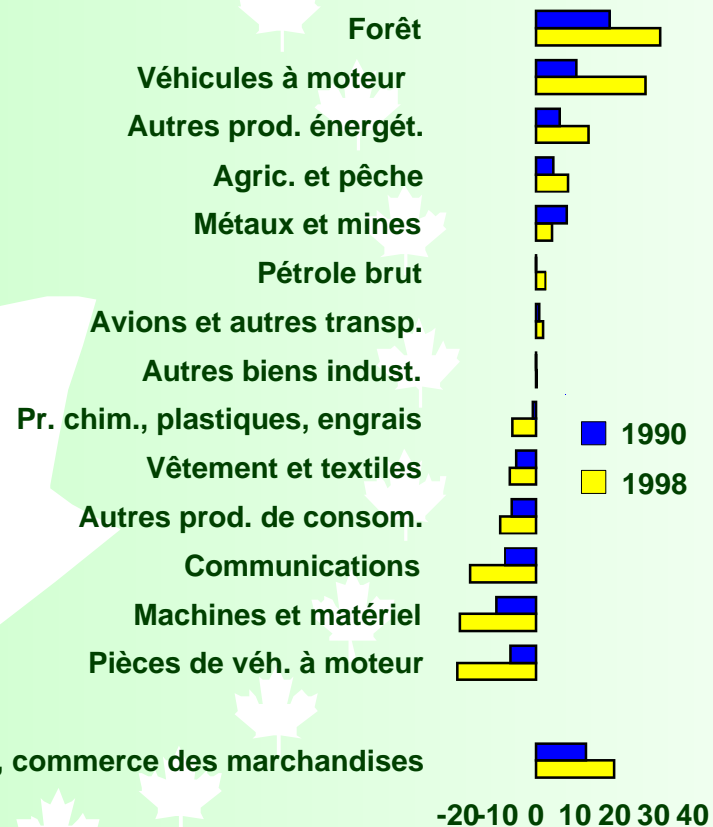 Forêt
Véhicules à moteur
Autres prod. énergét.
Agric. et pêche
Métaux et mines
Pétrole brut
Avions et autres transp.
Autres biens indust.
Pr. chim., plastiques, engrais
Vêtement et textiles
Autres prod. de consom.
Communications
Machines et matériel
Pièces de véh. à moteur
, commerce des marchandises
1990
1998
-20 -10 0 10 20 30 40